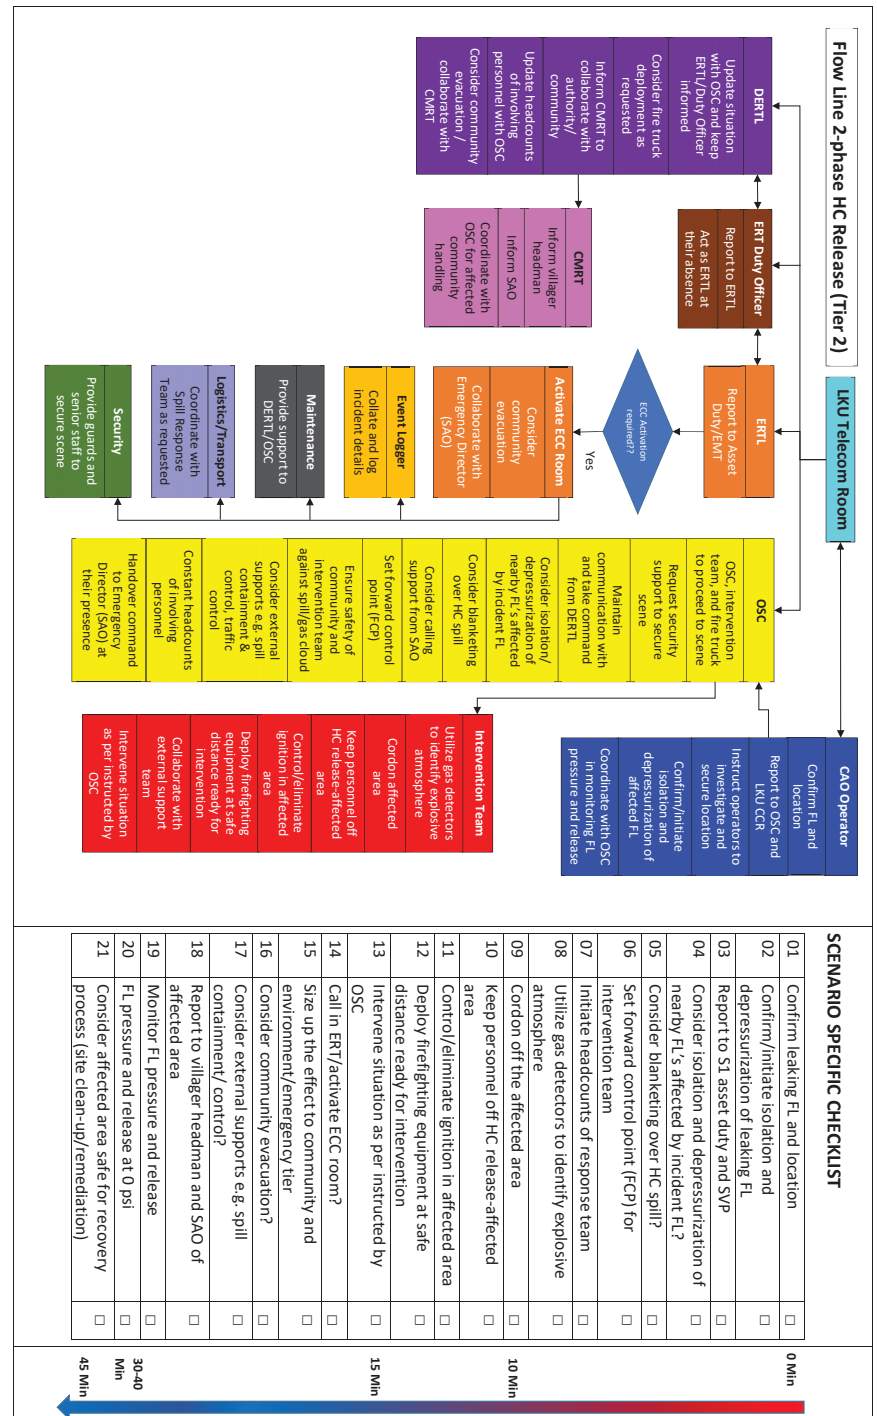 Flow Line 2-phase HC Release (Tier 2)
LKU Telecom Room
DERTL
Update situation
with OSC and keep
ERTL/Duty Officer
informed
Consider fire truck
deployment as
requested
Inform CMRT to
collaborate with
authority/
community
Update headcounts
of involving
personnel with OSC
Consider community
evacuation /
collaborate with
CMRT
ERT Duty Officer
Report to ERTL
Act as ERTL at
their absence
CMRT
Inform villager
headman
Inform SAO
Coordinate with
OSC for affected
community
handling
ERTL
Report to Asset
Duty/EMT
ECC Activation
required??
Yes
Activate ECC Room
Consider
community
evacuation
Collaborate with
Emergency Director
(SAO)
Event Logger
Collate and log
incident details
Maintenance
Provide support to
DERTL/OSC
Logistics/Transport
Coordinate with
Spill Response
Team as requested
Security
Provide guards and
senior staff to
secure scene
OSC
OSC, intervention
team, and fire truck
to proceed to scene
Request security
support to secure
scene
Maintain
communication with
and take command
from DERTL
Consider isolation/
depressurization of
nearby FL's affected
by incident FL
Consider blanketing
over HC spill
Consider calling
support from SAO
Set forward control
point (FCP)
Ensure safety of
community and
intervention team
against spill/gas cloud
Consider external
supports e.g. spill
containment &
control, traffic
control
Constant headcounts
of involving
personnel
Handover command
to Emergency
Director (SAO) at
their presence
CAO Operator
Confirm FL and
location
Report to OSC and
LKU CCR
Instruct operators to
investigate and
secure location
Confirm/initiate
isolation and
depressurization of
affected FL
Coordinate with OSC
in monitoring FL
pressure and release
Intervention Team
Utilize gas detectors
to identify explosive
atmosphere
Cordon affected
area
Keep personnel off
HC release-affected
area
Control/eliminate
ignition in affected
area
Deploy firefighting
equipment at safe
distance ready for
intervention
Collaborate with
external support
team
Intervene situation
as per instructed by
OSC
SCENARIO SPECIFIC CHECKLIST
01 Confirm leaking FL and location ☐
02 Confirm/initiate isolation and
depressurization of leaking FL ☐
03 Report to S1 asset duty and SVP ☐
04 Consider isolation and depressurization of
nearby FL's affected by incident FL? ☐
05 Consider blanketing over HC spill? ☐
06 Set forward control point (FCP) for
intervention team ☐
07 Initiate headcounts of response team ☐
08 Utilize gas detectors to identify explosive
atmosphere ☐
09 Cordon off the affected area ☐
10 Keep personnel off HC release-affected
area ☐
11 Control/eliminate ignition in affected area ☐
12 Deploy firefighting equipment at safe
distance ready for intervention ☐
13 Intervene situation as per instructed by
OSC ☐
14 Call in ERT/activate ECC room? ☐
15 Size up the effect to community and
environment/emergency tier ☐
16 Consider community evacuation? ☐
17 Consider external supports e.g. spill
containment/ control? ☐
18 Report to villager headman and SAO of
affected area ☐
19 Monitor FL pressure and release ☐
20 FL pressure and release at 0 psi ☐
21 Consider affected area safe for recovery
process (site clean-up/remediation) ☐
0 Min
10 Min
15 Min
30-40
Min
45 Min